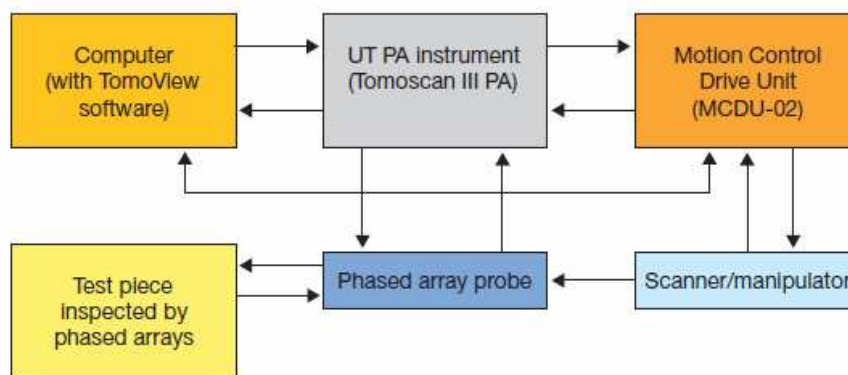 Computer
(with TomoView
software)
UT PA instrument
(Tomoscan III PA)
Motion Control
Drive Unit
(MCDU-02)
Test piece
inspected by
phased arrays
Phased array probe
Scanner/manipulator